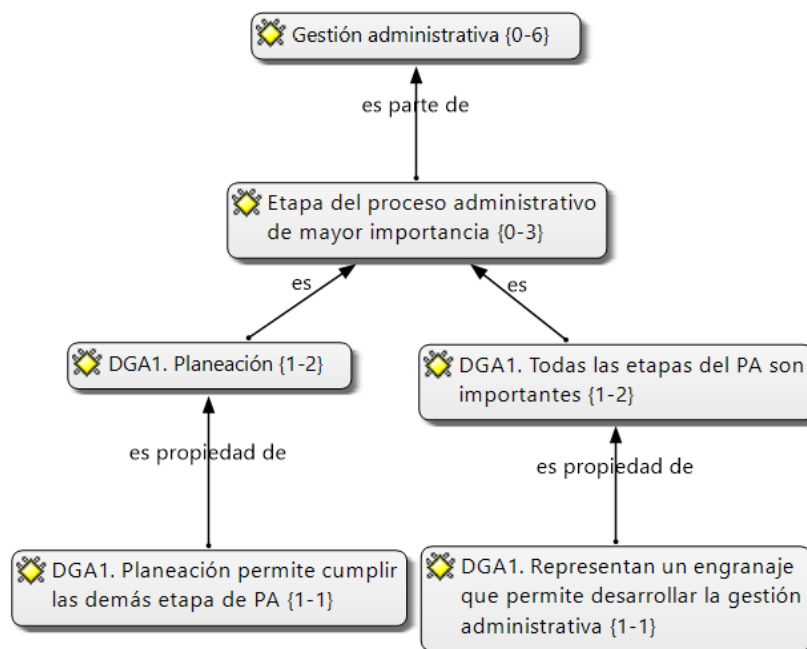 Gestión administrativa {0-6}
es parte de
Etapa del proceso administrativo
de mayor importancia {0-3}
es
es
DGA1. Planeación {1-2}
DGA1. Todas las etapas del PA son
importantes {1-2}
es propiedad de
es propiedad de
DGA1. Planeación permite cumplir
las demás etapa de PA {1-1}
DGA1. Representan un engranaje
que permite desarrollar la gestión
administrativa {1-1}